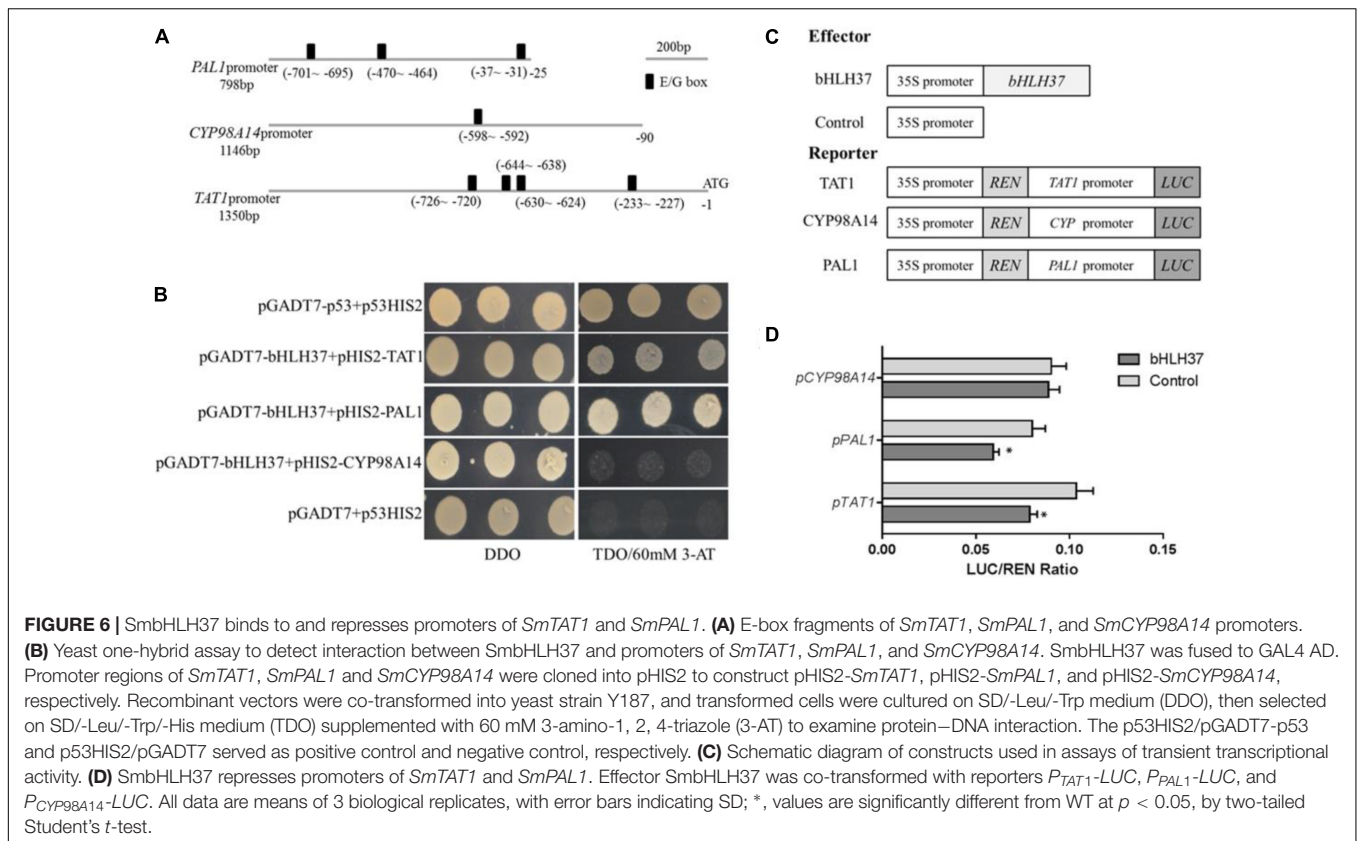 A
PAL1promoter
798bp
(-701~ -695)
(-470~ -464)
(-37~ -31)
-25
200bp
E/G box
CYP98A14promoter
1146bp
(-598~ -592)
-90
(-644~ -638)
TAT1promoter
1350bp
(-726~ -720)
(-630~ -624)
(-233~ -227)
ATG
-1
B
pGADT7-p53+p53HIS2
pGADT7-bHLH37+pHIS2-TAT1
pGADT7-bHLH37+pHIS2-PAL1
pGADT7-bHLH37+pHIS2-CYP98A14
pGADT7+p53HIS2
DDO
TDO/60mM 3-AT
C
Effector
bHLH37 35S promoter bHLH37
Control 35S promoter
Reporter
TAT1 35S promoter REN TAT1 promoter LUC
CYP98A14 35S promoter REN CYP promoter LUC
PAL1 35S promoter REN PAL1 promoter LUC
D
bHLH37
Control
pCYP98A14
pPAL1
*
pTAT1
*
0.00 0.05 0.10 0.15
LUC/REN Ratio
FIGURE 6 | SmbHLH37 binds to and represses promoters of SmTAT1 and SmPAL1. (A) E-box fragments of SmTAT1, SmPAL1, and SmCYP98A14 promoters.
(B) Yeast one-hybrid assay to detect interaction between SmbHLH37 and promoters of SmTAT1, SmPAL1, and SmCYP98A14. SmbHLH37 was fused to GAL4 AD.
Promoter regions of SmTAT1, SmPAL1 and SmCYP98A14 were cloned into pHIS2 to construct pHIS2-SmTAT1, pHIS2-SmPAL1, and pHIS2-SmCYP98A14,
respectively. Recombinant vectors were co-transformed into yeast strain Y187, and transformed cells were cultured on SD/-Leu/-Trp medium (DDO), then selected
on SD/-Leu/-Trp/-His medium (TDO) supplemented with 60 mM 3-amino-1, 2, 4-triazole (3-AT) to examine protein–DNA interaction. The p53HIS2/pGADT7-p53
and p53HIS2/pGADT7 served as positive control and negative control, respectively. (C) Schematic diagram of constructs used in assays of transient transcriptional
activity. (D) SmbHLH37 represses promoters of SmTAT1 and SmPAL1. Effector SmbHLH37 was co-transformed with reporters PTAT1-LUC, PPAL1-LUC, and
PCYP98A14-LUC. All data are means of 3 biological replicates, with error bars indicating SD; *, values are significantly different from WT at p < 0.05, by two-tailed
Student's t-test.